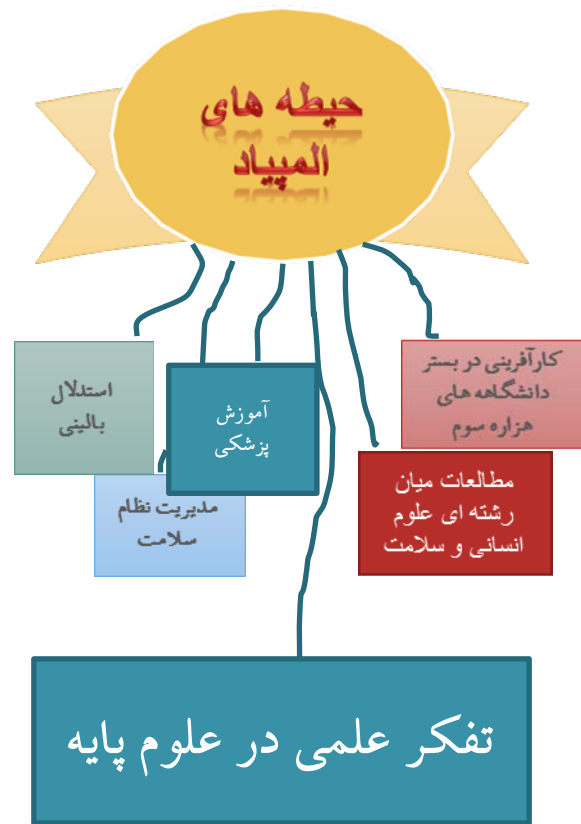 حیطه های
المپیاد
کارآفرینی در بستر
دانشگاهه های
هزاره سوم
استدلال
بالینی
آموزش
پزشکی
مطالعات میان
رشته ای علوم
انسانی و سلامت
مدیریت نظام
سلامت
تفکر علمی در علوم پایه